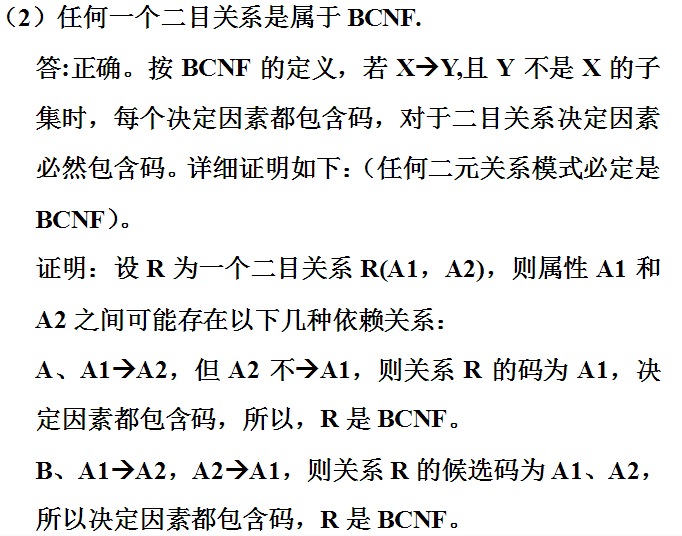 （2）任何一个二目关系是属于 BCNF.
答:正确。按 BCNF 的定义，若 X→Y,且 Y 不是 X 的子
集时，每个决定因素都包含码，对于二目关系决定因素
必然包含码。详细证明如下：（任何二元关系模式必定是
BCNF）。
证明：设 R 为一个二目关系 R(A1，A2)，则属性 A1 和
A2 之间可能存在以下几种依赖关系：
A、A1→A2，但 A2 不→A1，则关系 R 的码为 A1，决
定因素都包含码，所以，R 是 BCNF。
B、A1→A2，A2→A1，则关系 R 的候选码为 A1、A2，
所以决定因素都包含码，R 是 BCNF。